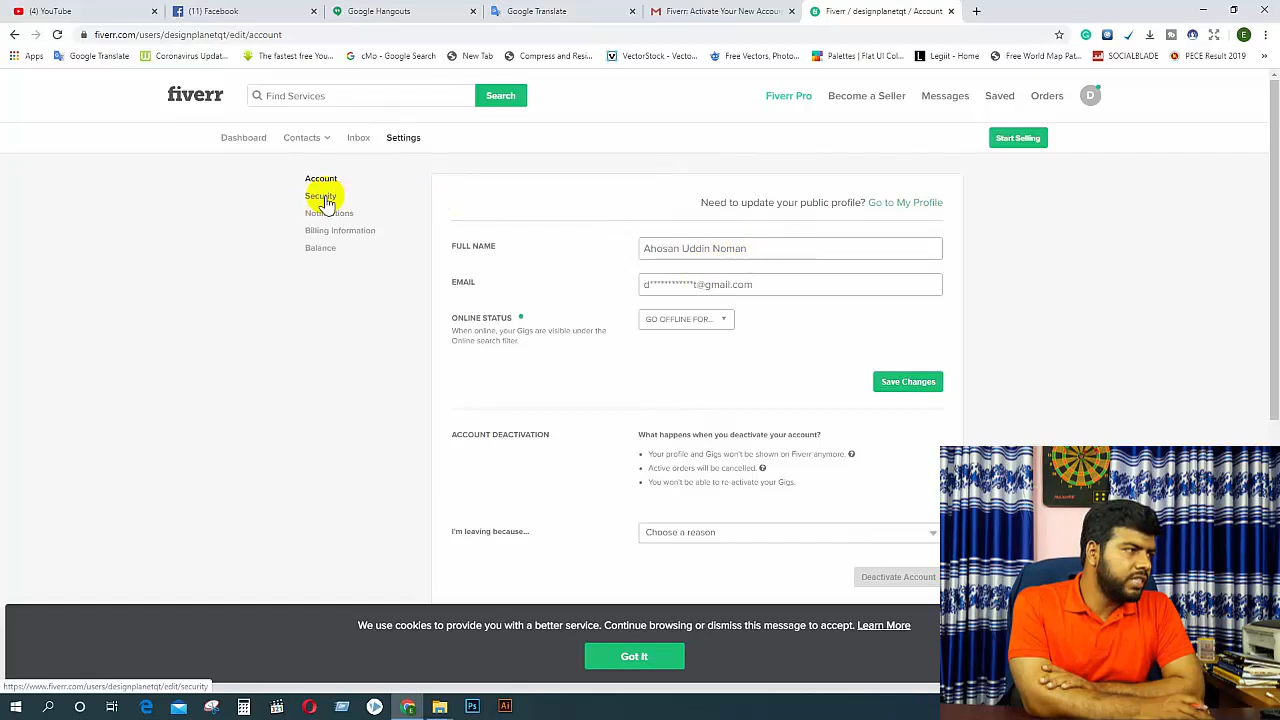 (1) YouTube
(11) Facebook
Google Hangouts
Google Translate
Fiverr: Activate Your New Account
Fiverr / designplanetqt / Account
fiverr.com/users/designplanetqt/edit/account
E
Apps
Google Translate
Coronavirus Updat...
The fastest free You...
cMo - Google Search
New Tab
Compress and Resi...
VectorStock - Vecto...
Free Vectors, Photo...
Palettes | Flat UI Col...
Legiit - Home
Free World Map Pat...
SOCIALBLADE
PECE Result 2019
fiverr
Find Services
Search
Fiverr Pro
Become a Seller
Messages
Saved
Orders
D
Dashboard
Contacts
Inbox
Settings
Start Selling
Account
Security
Notifications
Billing Information
Balance
Need to update your public profile? Go to My Profile
FULL NAME
Ahosan Uddin Noman
EMAIL
d************t@gmail.com
ONLINE STATUS
When online, your Gigs are visible under the
Online search filter.
GO OFFLINE FOR...
Save Changes
ACCOUNT DEACTIVATION
What happens when you deactivate your account?
Your profile and Gigs won't be shown on Fiverr anymore.
Active orders will be cancelled.
You won't be able to re-activate your Gigs.
I'm leaving because...
Choose a reason
Deactivate Account
We use cookies to provide you with a better service. Continue browsing or dismiss this message to accept. Learn More
Got It
https://www.fiverr.com/users/designplanetqt/edit/security
Ps
Ai